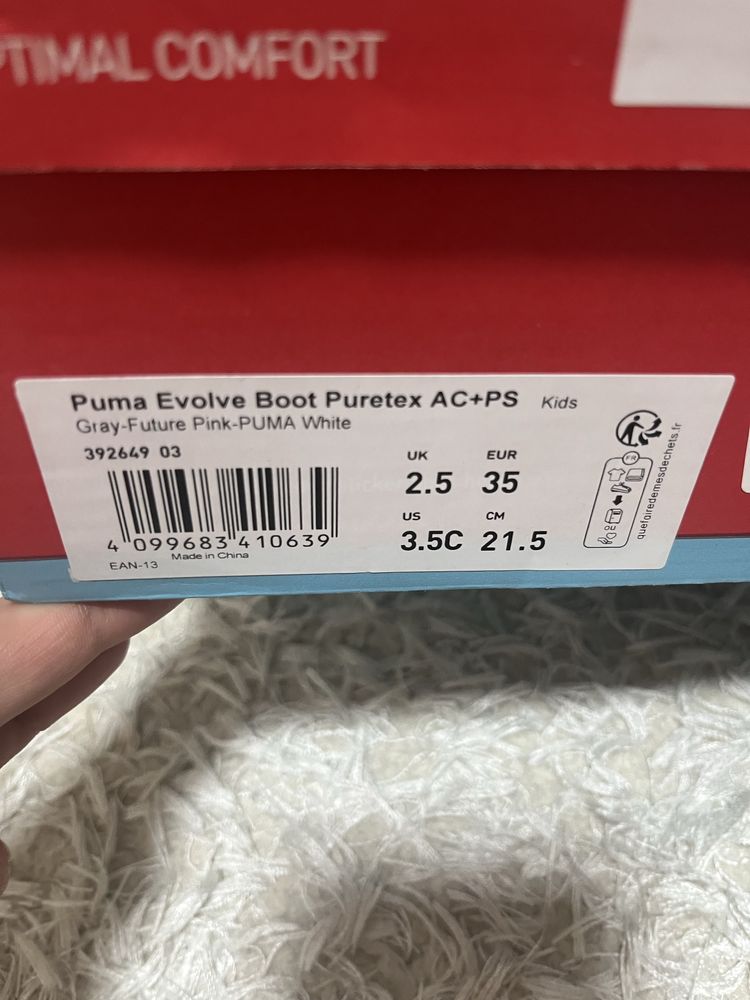 PTIMAL COMFORT
Puma Evolve Boot Puretex AC+PS Kids
Gray-Future Pink-PUMA White
392649 03
4 099683 410639
EAN-13
Made in China
UK
2.5
EUR
35
US
3.5C
CM
21.5
FR
quefairedemesdechets.fr